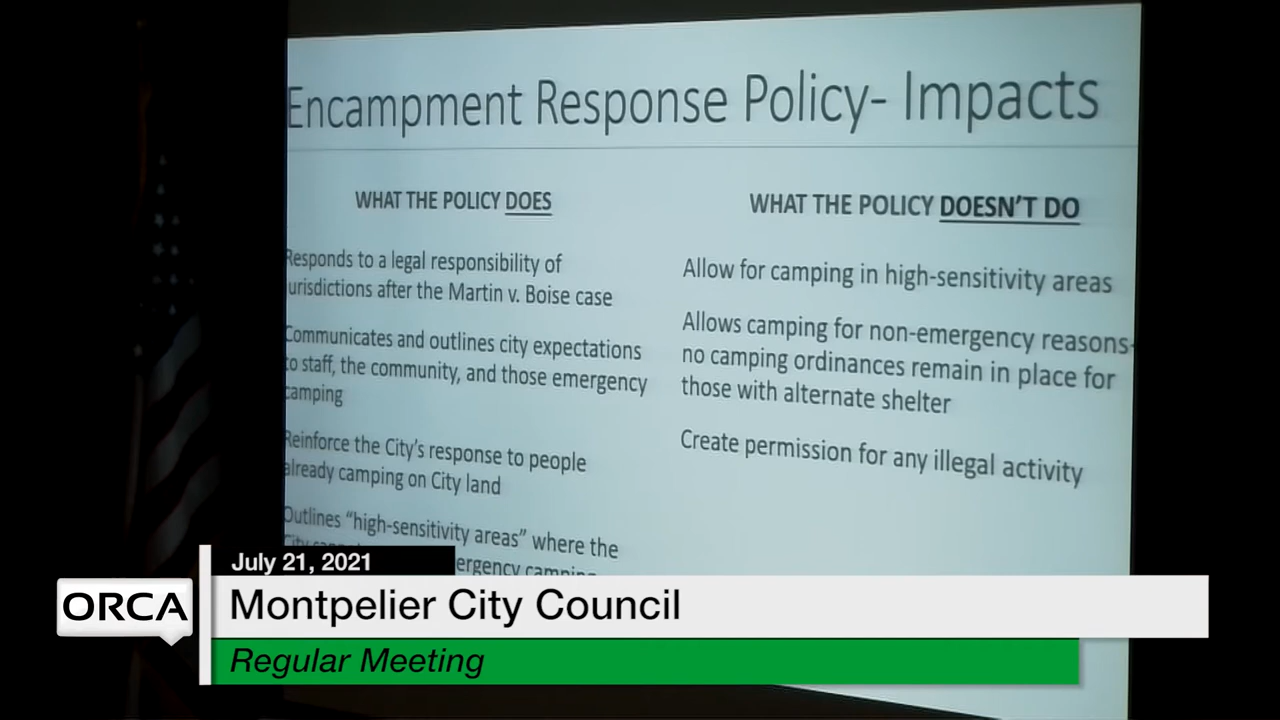 Encampment Response Policy- Impacts
WHAT THE POLICY DOES
Responds to a legal responsibility of
jurisdictions after the Martin v. Boise case
Communicates and outlines city expectations
to staff, the community, and those emergency
camping
Reinforce the City's response to people
already camping on City land
Outlines "high-sensitivity areas" where the
City emergency camping
WHAT THE POLICY DOESN'T DO
Allow for camping in high-sensitivity areas
Allows camping for non-emergency reasons-
no camping ordinances remain in place for
those with alternate shelter
Create permission for any illegal activity
July 21, 2021
ORCA
Montpelier City Council
Regular Meeting